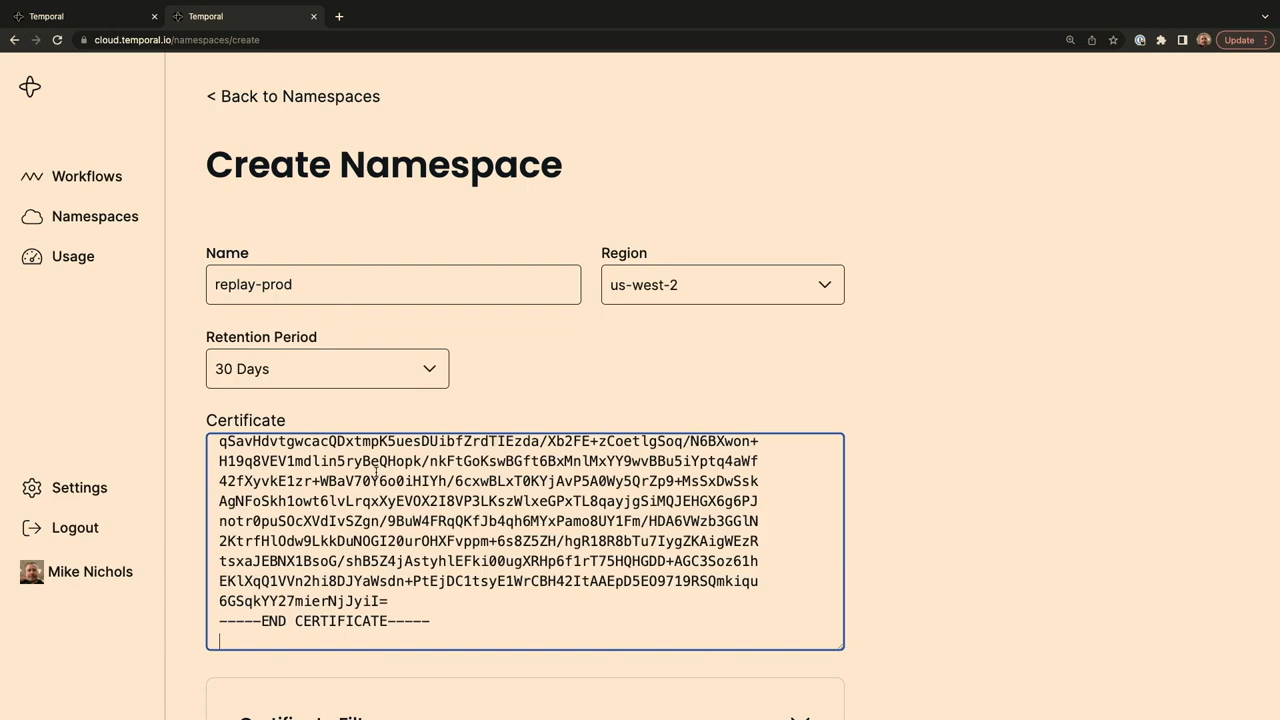 Temporal
Temporal
cloud.temporal.io/namespaces/create
Update
< Back to Namespaces
Create Namespace
Workflows
Namespaces
Usage
Name
Region
replay-prod
us-west-2
Retention Period
30 Days
Certificate
qSavHdvtgwcacQDxtmpK5uesDUibfZrdTIEzda/Xb2FE+zCoetlgSoq/N6BXwon+
H19q8VEV1mdlin5ryBeQHopk/nkFtGoKswBGft6BxMnlMxYY9wvBBu5iYptq4aWf
42fXyvkE1zr+WBaV70Y6o0iHIYh/6cxwBLxT0KYjAvP5A0Wy5QrZp9+MsSxDwSsk
AgNFoSkh1owt6lvLrqxXyEVOX2I8VP3LKszWlxeGPxTL8qayjgSiMQJEHGX6g6PJ
notr0puSOcXVdIvSZgn/9BuW4FRqQKfJb4qh6MYxPamo8UY1Fm/HDA6VWzb3GGlN
2KtrfHlOdw9LkkDuNOGI20urOHXFvppm+6s8Z5ZH/hgR18R8bTu7IygZKAigWEzR
tsxaJEBNX1BsoG/shB5Z4jAstyhlEFki00ugXRHp6f1rT75HQHGDD+AGC3Soz61h
EKlXqQ1VVn2hi8DJYaWsdn+PtEjDC1tsyE1WrCBH42ItAAEpD5EO9719RSQmkiqu
6GSqkYY27mierNjJyiI=
-----END CERTIFICATE-----
Settings
Logout
Mike Nichols